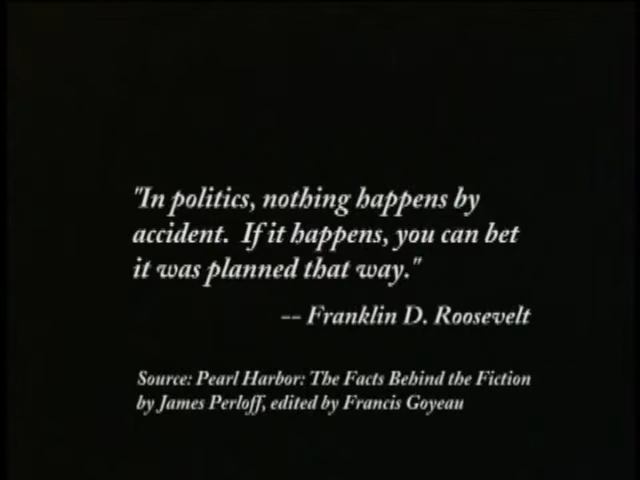 "In politics, nothing happens by
accident.  If it happens, you can bet
it was planned that way."
-- Franklin D. Roosevelt
Source: Pearl Harbor: The Facts Behind the Fiction
by James Perloff, edited by Francis Goyeau